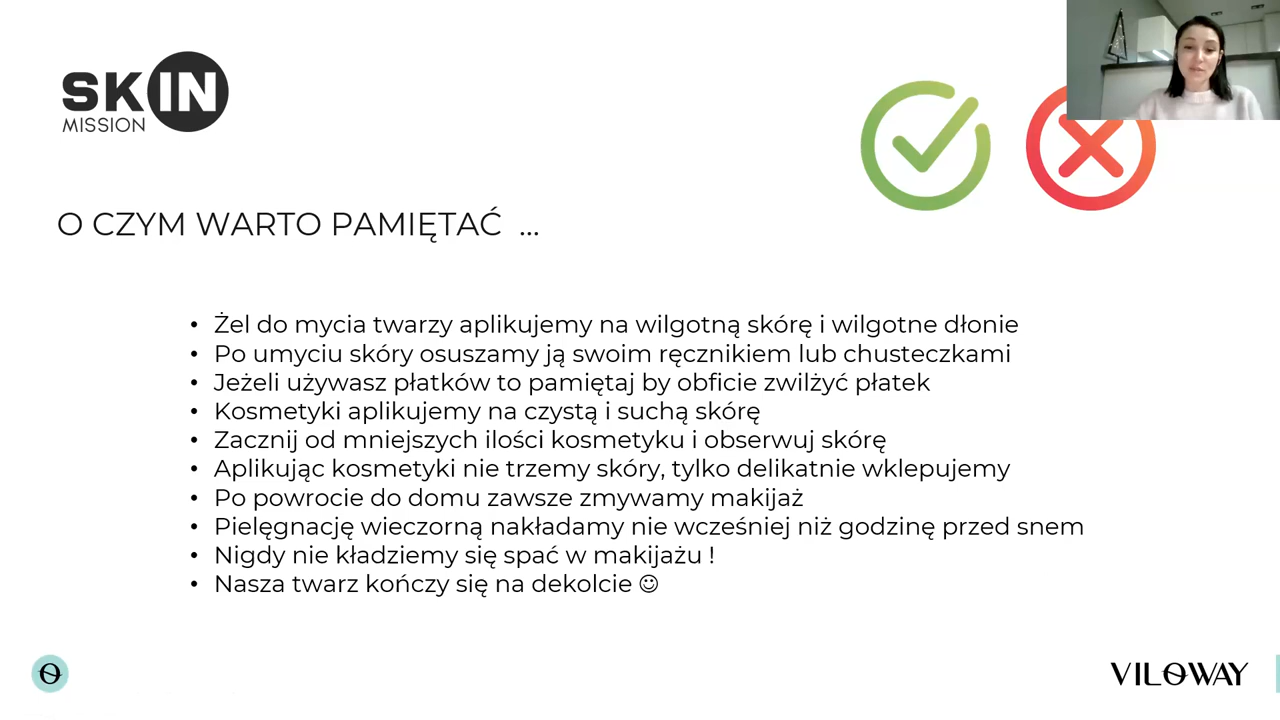 SKIN
MISSION
O CZYM WARTO PAMIĘTAĆ ...
• Żel do mycia twarzy aplikujemy na wilgotną skórę i wilgotne dłonie
• Po umyciu skóry osuszamy ją swoim ręcznikiem lub chusteczkami
• Jeżeli używasz płatków to pamiętaj by obficie zwilżyć płatek
• Kosmetyki aplikujemy na czystą i suchą skórę
• Zacznij od mniejszych ilości kosmetyku i obserwuj skórę
• Aplikując kosmetyki nie trzemy skóry, tylko delikatnie wklepujemy
• Po powrocie do domu zawsze zmywamy makijaż
• Pielęgnację wieczorną nakładamy nie wcześniej niż godzinę przed snem
• Nigdy nie kładziemy się spać w makijażu !
• Nasza twarz kończy się na dekolcie ☺
VILOWAY